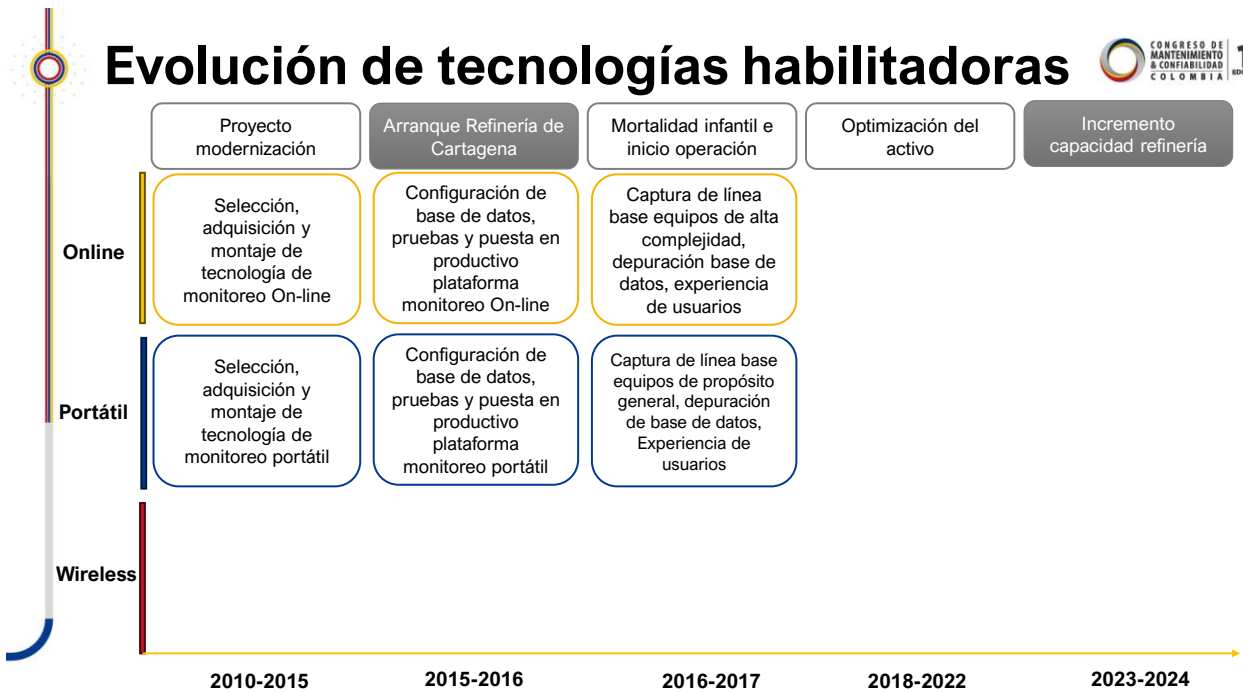 Evolución de tecnologías habilitadoras
CONGRESO DE
MANTENIMIENTO
& CONFIABILIDAD
COLOMBIA
Proyecto
modernización
Arranque Refinería de
Cartagena
Mortalidad infantil e
inicio operación
Optimización del
activo
Incremento
capacidad refinería
Online
Selección,
adquisición y
montaje de
tecnología de
monitoreo On-line
Configuración de
base de datos,
pruebas y puesta en
productivo
plataforma
monitoreo On-line
Captura de línea
base equipos de alta
complejidad,
depuración base de
datos, experiencia
de usuarios
Portátil
Selección,
adquisición y
montaje de
tecnología de
monitoreo portátil
Configuración de
base de datos,
pruebas y puesta en
productivo
plataforma
monitoreo portátil
Captura de línea base
equipos de propósito
general, depuración
de base de datos,
Experiencia de
usuarios
Wireless
2010-2015
2015-2016
2016-2017
2018-2022
2023-2024